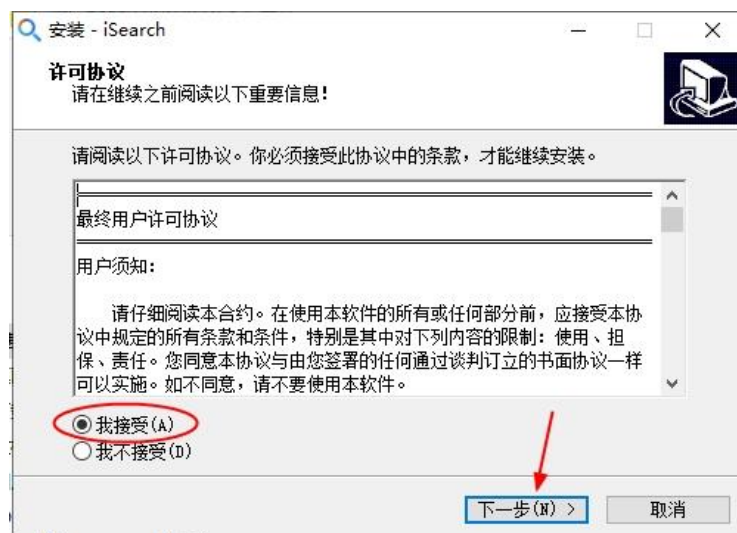 安装 - iSearch
许可协议
请在继续之前阅读以下重要信息!
请阅读以下许可协议。你必须接受此协议中的条款，才能继续安装。
最终用户许可协议
用户须知:
请仔细阅读本合约。在使用本软件的所有或任何部分前，应接受本协
议中规定的所有条款和条件，特别是其中对下列内容的限制: 使用、担
保、责任。您同意本协议与由您签署的任何通过谈判订立的书面协议一样
可以实施。如不同意，请不要使用本软件。
我接受(A)
我不接受(D)
下一步(N) >
取消